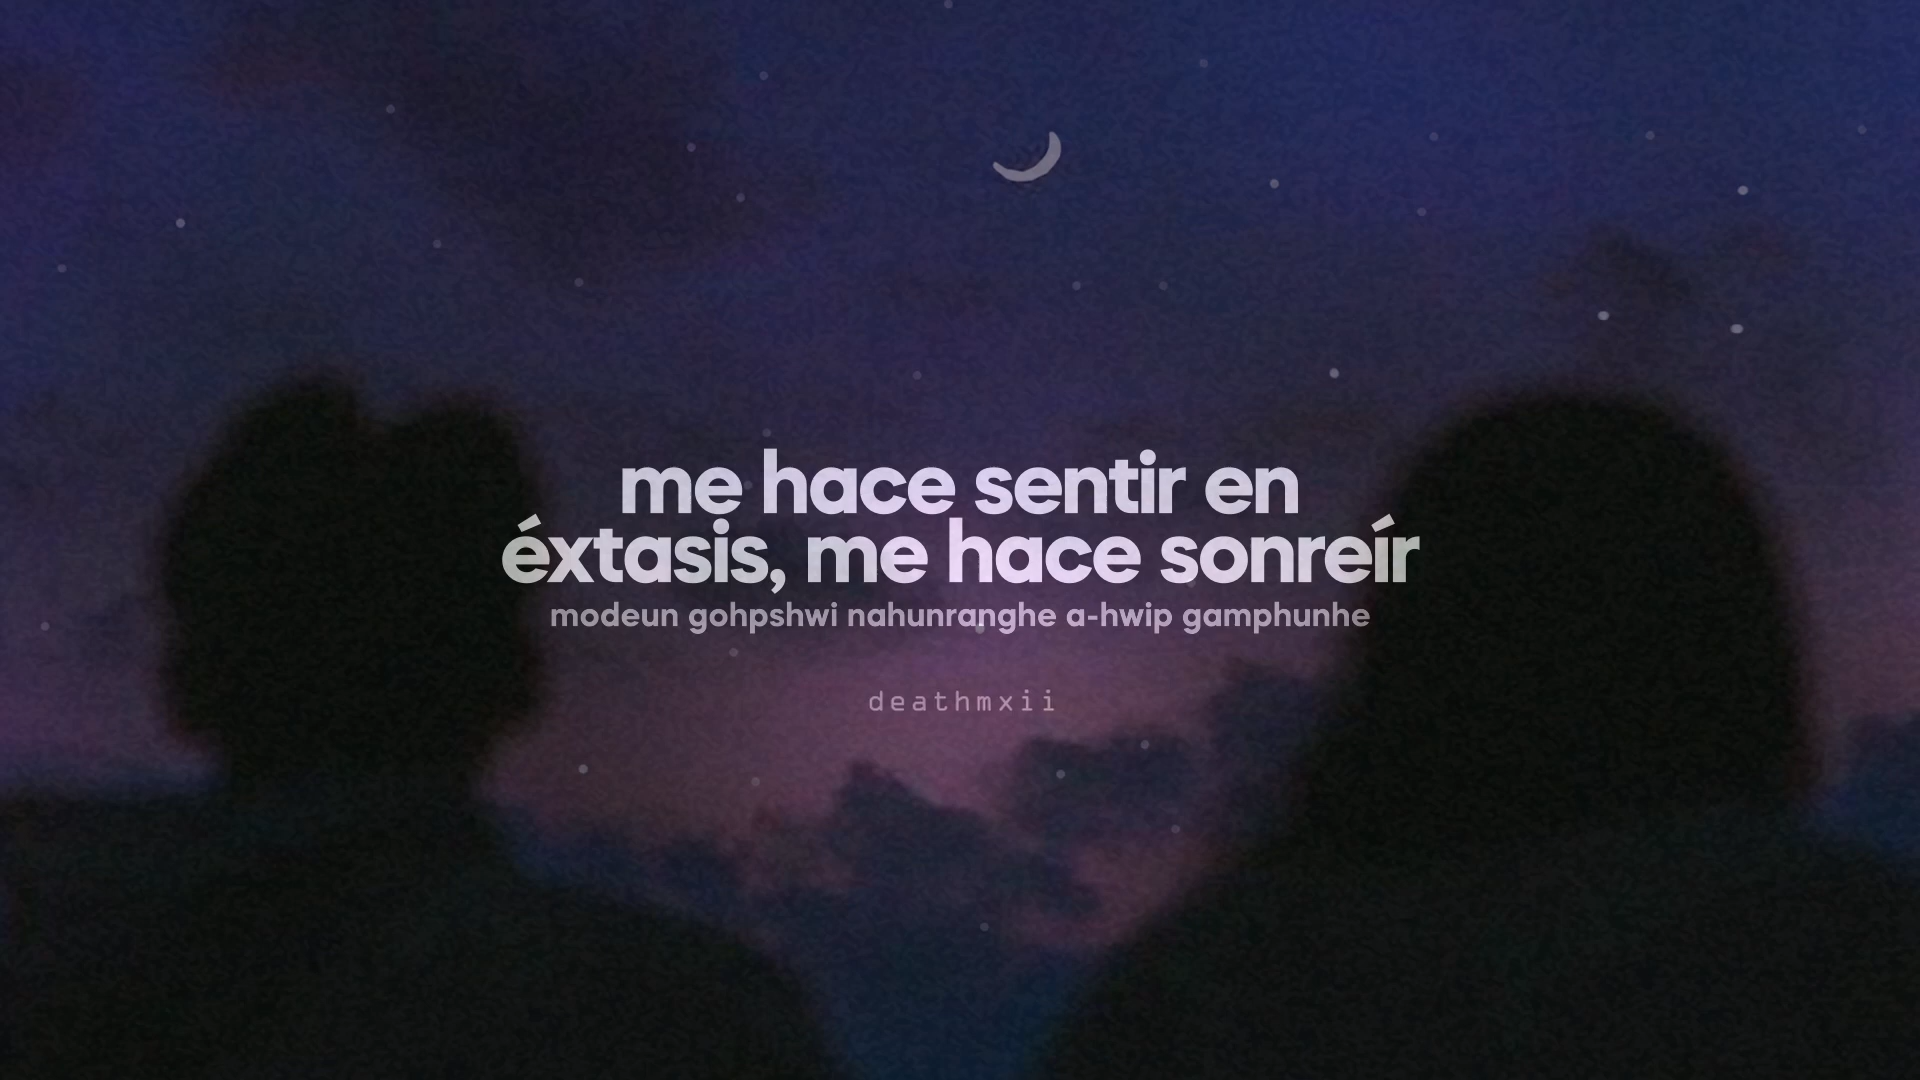 me hace sentir en
éxtasis, me hace sonreír
modeun gohpshwi nahunranghe a-hwip gamphunhe
deathmxii